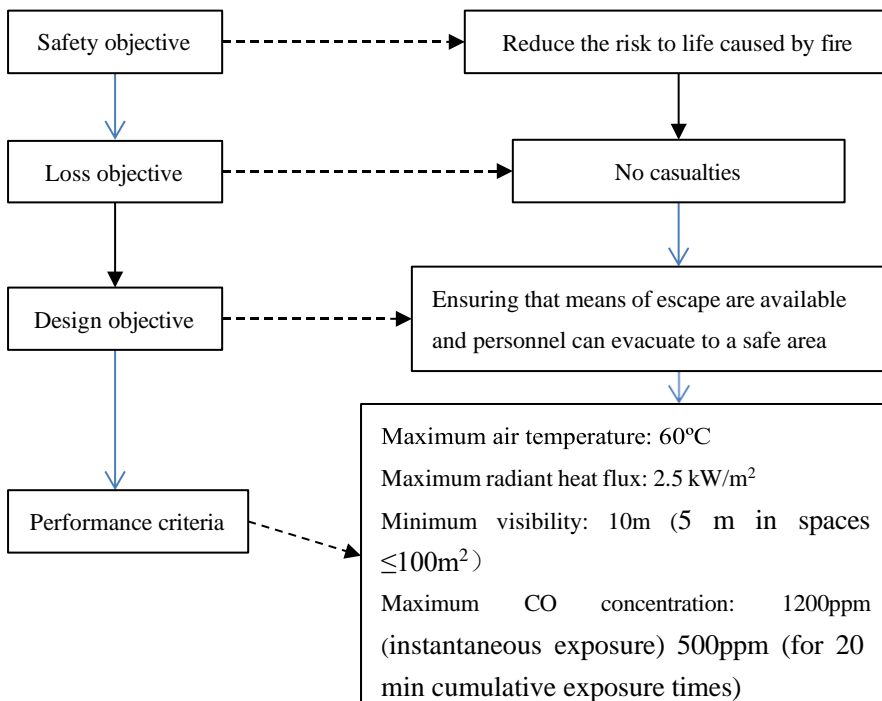 Safety objective
Reduce the risk to life caused by fire
Loss objective
No casualties
Design objective
Ensuring that means of escape are available
and personnel can evacuate to a safe area
Performance criteria
Maximum air temperature: 60ºC
Maximum radiant heat flux: 2.5 kW/m²
Minimum visibility: 10m (5 m in spaces
≤100m²）
Maximum CO concentration: 1200ppm
(instantaneous exposure) 500ppm (for 20
min cumulative exposure times)